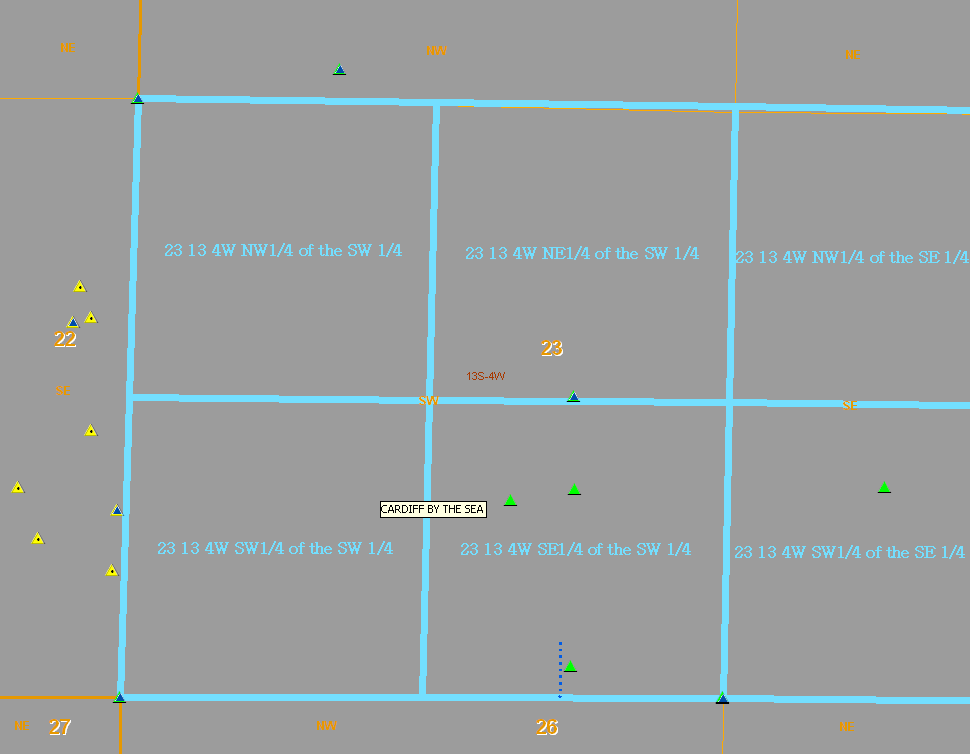 NW
NE
23 13 4W NW1/4 of the SW 1/4
23 13 4W NE1/4 of the SW 1/4
23 13 4W NW1/4 of the SE 1/4
22
23
13S-4W
SE
SW
SE
CARDIFF BY THE SEA
23 13 4W SW1/4 of the SW 1/4
23 13 4W SE1/4 of the SW 1/4
23 13 4W SW1/4 of the SE 1/4
27
NW
26
NE